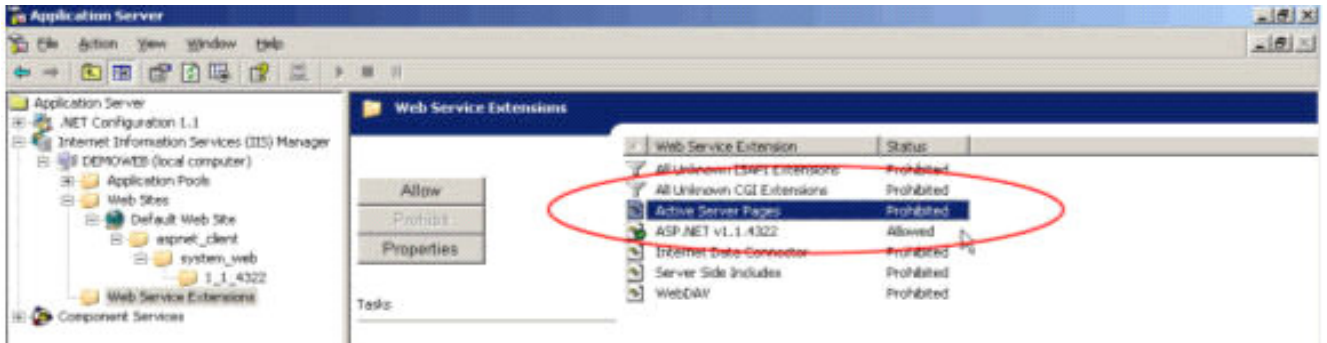 Application Server
File Action View Window Help
Application Server
.NET Configuration 1.1
Internet Information Services (IIS) Manager
DEMOWEB (local computer)
Application Pools
Web Sites
Default Web Site
aspnet_client
system_web
1_1_4322
Web Service Extensions
Component Services
Web Service Extensions
Allow
Prohibit
Properties
Tasks
Web Service Extension Status
All Unknown ISAPI Extensions Prohibited
All Unknown CGI Extensions Prohibited
Active Server Pages Prohibited
ASP.NET v1.1.4322 Allowed
Internet Data Connector Prohibited
Server Side Includes Prohibited
WebDAV Prohibited